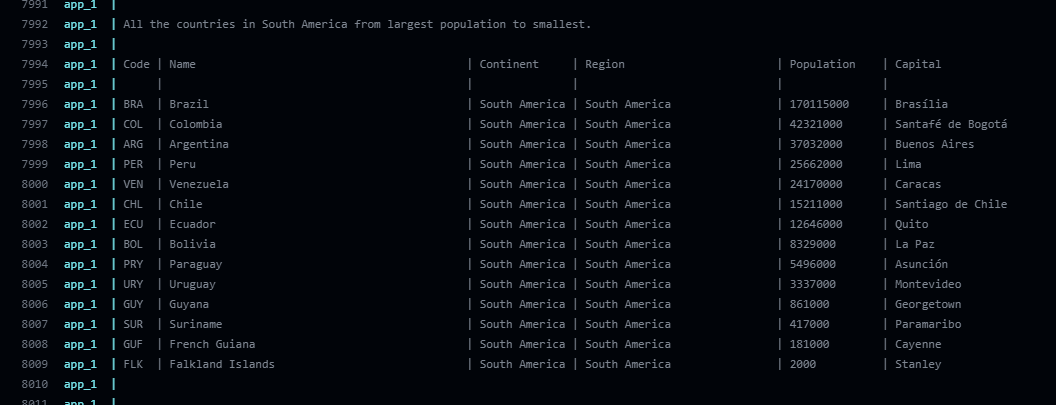 7991 app_1 |
7992 app_1 | All the countries in South America from largest population to smallest.
7993 app_1 |
7994 app_1 | Code | Name | Continent | Region | Population | Capital
7995 app_1 | | | | | |
7996 app_1 | BRA | Brazil | South America | South America | 170115000 | Brasília
7997 app_1 | COL | Colombia | South America | South America | 42321000 | Santafé de Bogotá
7998 app_1 | ARG | Argentina | South America | South America | 37032000 | Buenos Aires
7999 app_1 | PER | Peru | South America | South America | 25662000 | Lima
8000 app_1 | VEN | Venezuela | South America | South America | 24170000 | Caracas
8001 app_1 | CHL | Chile | South America | South America | 15211000 | Santiago de Chile
8002 app_1 | ECU | Ecuador | South America | South America | 12646000 | Quito
8003 app_1 | BOL | Bolivia | South America | South America | 8329000 | La Paz
8004 app_1 | PRY | Paraguay | South America | South America | 5496000 | Asunción
8005 app_1 | URY | Uruguay | South America | South America | 3337000 | Montevideo
8006 app_1 | GUY | Guyana | South America | South America | 861000 | Georgetown
8007 app_1 | SUR | Suriname | South America | South America | 417000 | Paramaribo
8008 app_1 | GUF | French Guiana | South America | South America | 181000 | Cayenne
8009 app_1 | FLK | Falkland Islands | South America | South America | 2000 | Stanley
8010 app_1 |
8011 app_1 |